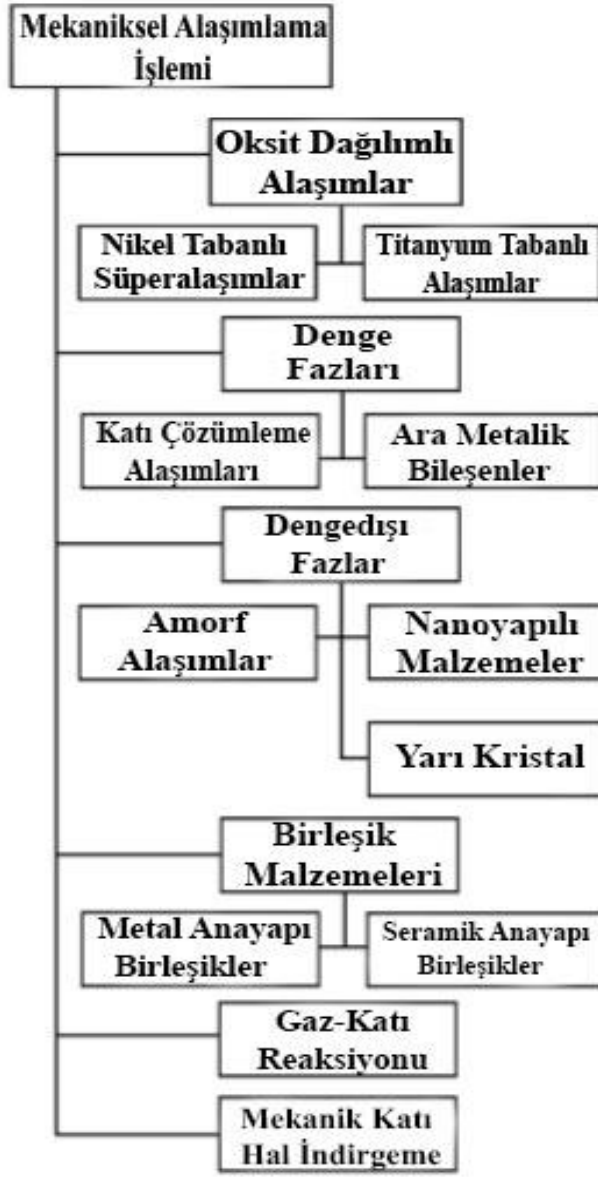 Mekaniksel Alaşımlama
İşlemi
Oksit Dağılımlı
Alaşımlar
Nikel Tabanlı
Süperalaşımlar
Titanyum Tabanlı
Alaşımlar
Denge
Fazları
Katı Çözümleme
Alaşımları
Ara Metalik
Bileşenler
Dengedışı
Fazlar
Amorf
Alaşımlar
Nanoyapılı
Malzemeler
Yarı Kristal
Birleşik
Malzemeleri
Metal Anayapı
Birleşikler
Seramik Anayapı
Birleşikler
Gaz-Katı
Reaksiyonu
Mekanik Katı
Hal İndirgeme